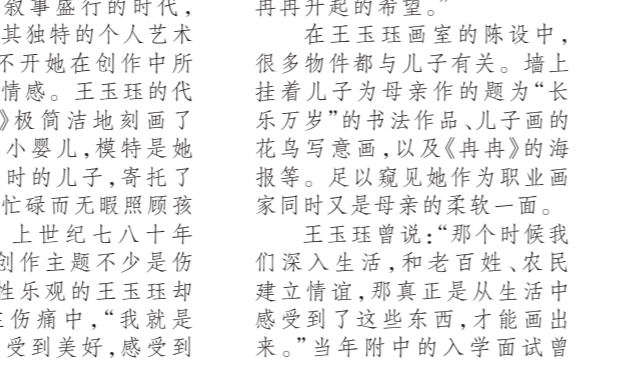 叙事盛行的时代，
其独特的个人艺术
不开她在创作中所
情感。王玉珏的代
》极简洁地刻画了
小婴儿，模特是她
时的儿子，寄托了
忙碌而无暇照顾孩
上世纪七八十年
创作主题不少是伤
性乐观的王玉珏却
伤痛中，“我就是
受到美好，感受到
冉冉升起的希望。”
在王玉珏画室的陈设中，
很多物件都与儿子有关。墙上
挂着儿子为母亲作的题为“长
乐万岁”的书法作品、儿子画的
花鸟写意画，以及《冉冉》的海
报等。足以窥见她作为职业画
家同时又是母亲的柔软一面。
王玉珏曾说：“那个时候我
们深入生活，和老百姓、农民
建立情谊，那真正是从生活中
感受到了这些东西，才能画出
来。”当年附中的入学面试曾